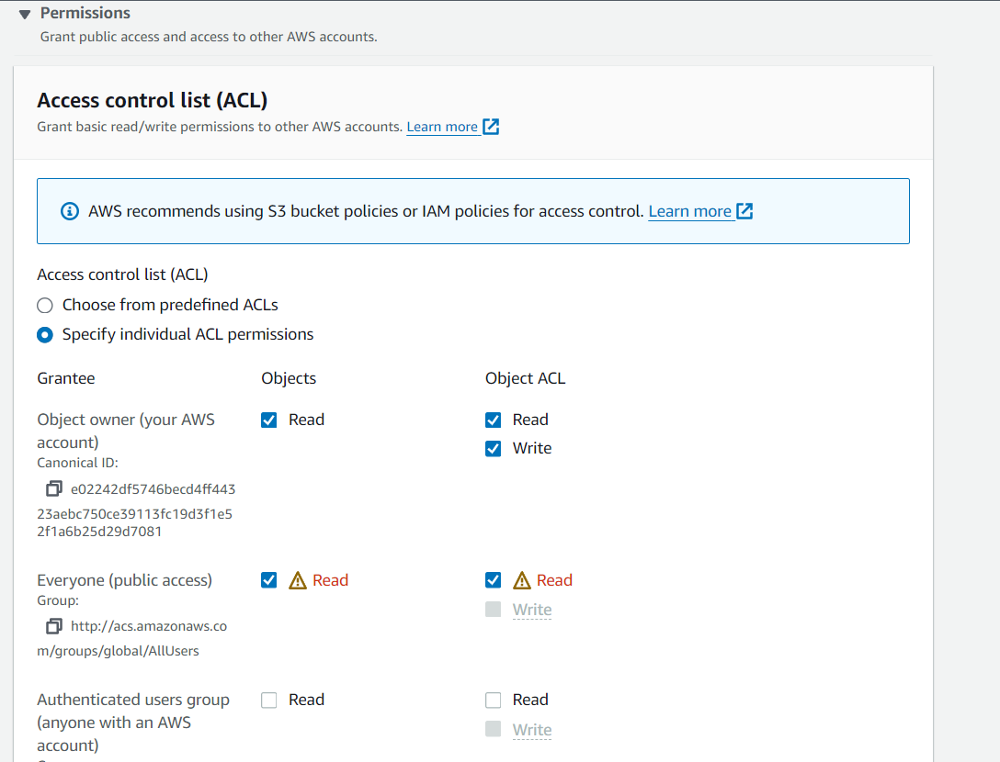 Permissions
Grant public access and access to other AWS accounts.
Access control list (ACL)
Grant basic read/write permissions to other AWS accounts. Learn more
AWS recommends using S3 bucket policies or IAM policies for access control. Learn more
Access control list (ACL)
Choose from predefined ACLs
Specify individual ACL permissions
Grantee Objects Object ACL
Object owner (your AWS Read Read
account) Write
Canonical ID:
e02242df5746becd4ff443
23aebc750ce39113fc19d3f1e5
2f1a6b25d29d7081
Everyone (public access) Read Read
Group: Write
http://acs.amazonaws.co
m/groups/global/AllUsers
Authenticated users group Read Read
(anyone with an AWS Write
account)